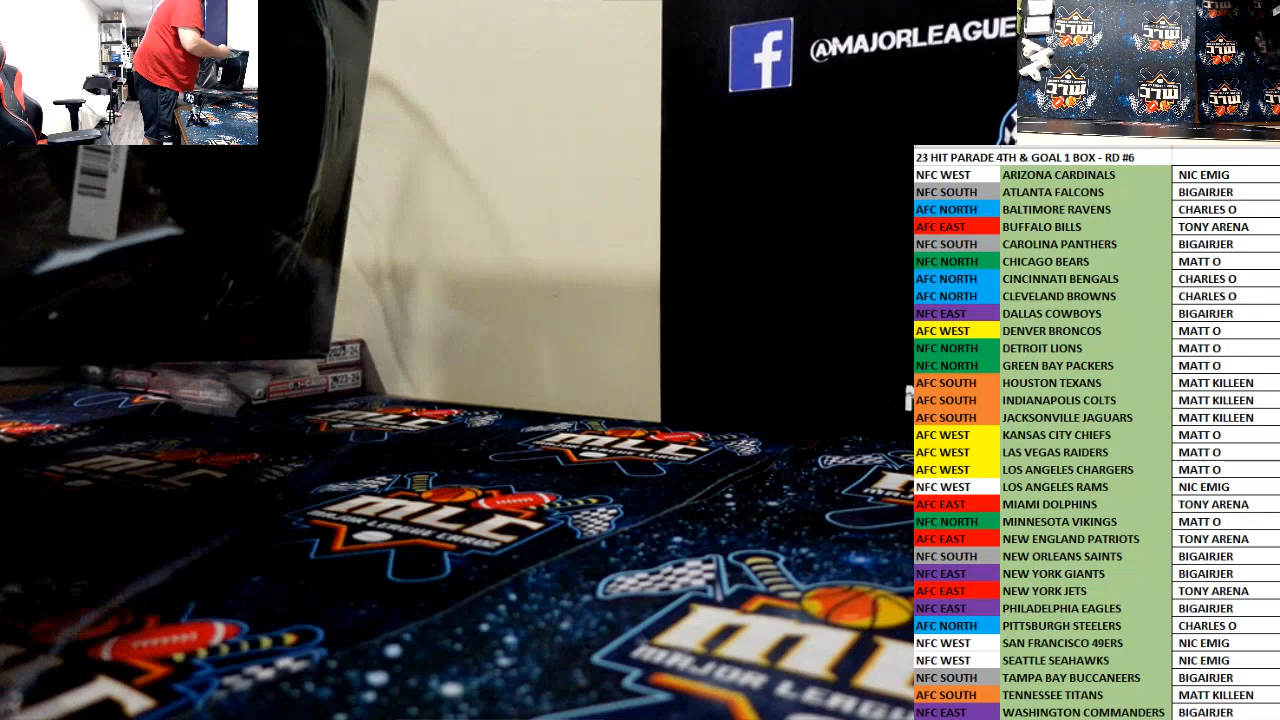 @MAJORLEAGUE
23 HIT PARADE 4TH & GOAL 1 BOX - RD #6
NFC WEST ARIZONA CARDINALS NIC EMIG
NFC SOUTH ATLANTA FALCONS BIGAIRJER
AFC NORTH BALTIMORE RAVENS CHARLES O
AFC EAST BUFFALO BILLS TONY ARENA
NFC SOUTH CAROLINA PANTHERS BIGAIRJER
NFC NORTH CHICAGO BEARS MATT O
AFC NORTH CINCINNATI BENGALS CHARLES O
AFC NORTH CLEVELAND BROWNS CHARLES O
NFC EAST DALLAS COWBOYS BIGAIRJER
AFC WEST DENVER BRONCOS MATT O
NFC NORTH DETROIT LIONS MATT O
NFC NORTH GREEN BAY PACKERS MATT O
AFC SOUTH HOUSTON TEXANS MATT KILLEEN
AFC SOUTH INDIANAPOLIS COLTS MATT KILLEEN
AFC SOUTH JACKSONVILLE JAGUARS MATT KILLEEN
AFC WEST KANSAS CITY CHIEFS MATT O
AFC WEST LAS VEGAS RAIDERS MATT O
AFC WEST LOS ANGELES CHARGERS MATT O
NFC WEST LOS ANGELES RAMS NIC EMIG
AFC EAST MIAMI DOLPHINS TONY ARENA
NFC NORTH MINNESOTA VIKINGS MATT O
AFC EAST NEW ENGLAND PATRIOTS TONY ARENA
NFC SOUTH NEW ORLEANS SAINTS BIGAIRJER
NFC EAST NEW YORK GIANTS BIGAIRJER
AFC EAST NEW YORK JETS TONY ARENA
NFC EAST PHILADELPHIA EAGLES BIGAIRJER
AFC NORTH PITTSBURGH STEELERS CHARLES O
NFC WEST SAN FRANCISCO 49ERS NIC EMIG
NFC WEST SEATTLE SEAHAWKS NIC EMIG
NFC SOUTH TAMPA BAY BUCCANEERS BIGAIRJER
AFC SOUTH TENNESSEE TITANS MATT KILLEEN
NFC EAST WASHINGTON COMMANDERS BIGAIRJER
MLC
MLC
MAJOR LEAG